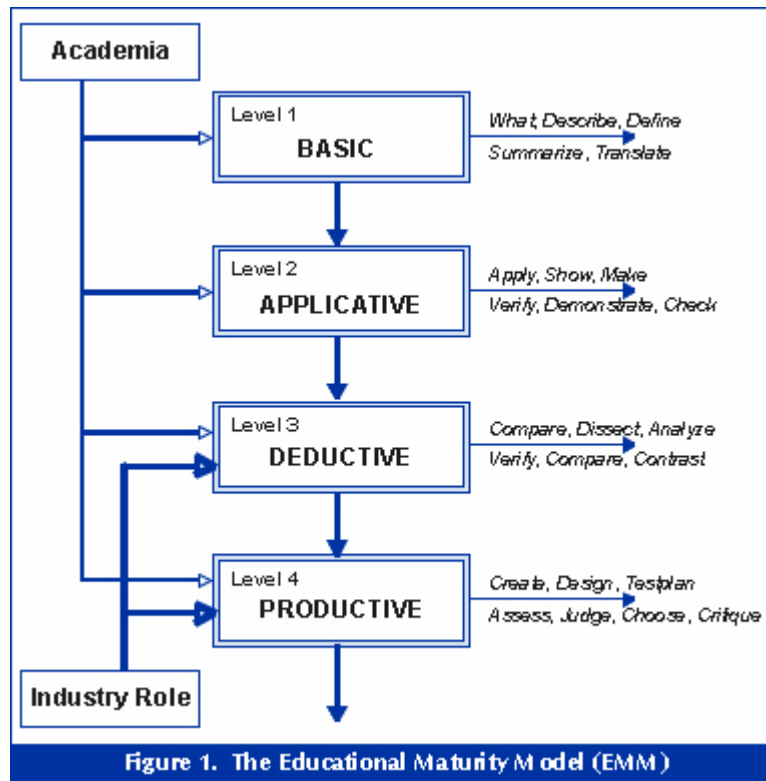 Academia
Level 1
BASIC
What, Describe, Define
Summarize, Translate
Level 2
APPLICATIVE
Apply, Show, Make
Verify, Demonstrate, Check
Level 3
DEDUCTIVE
Compare, Dissect, Analyze
Verify, Compare, Contrast
Level 4
PRODUCTIVE
Create, Design, Testplan
Assess, Judge, Choose, Critique
Industry Role
Figure 1. The Educational Maturity Model (EMM)